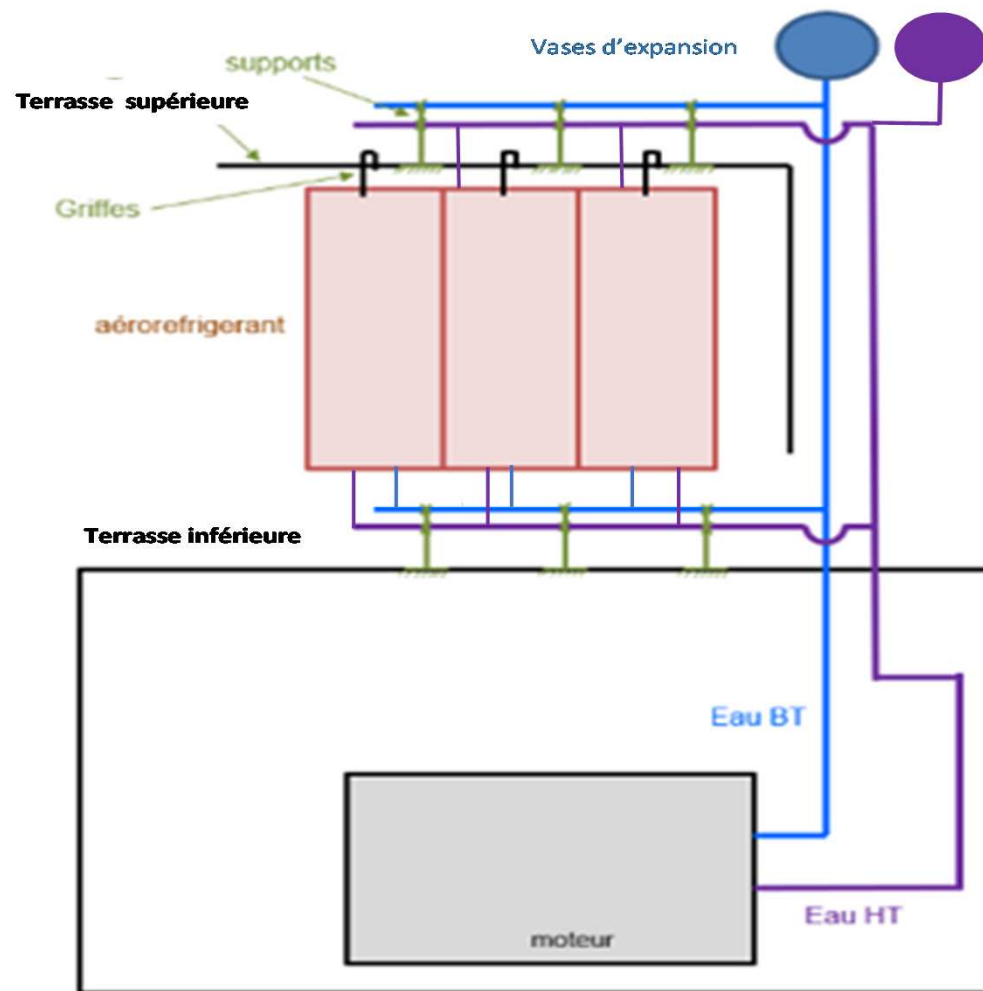 Vases d'expansion
supports
Terrasse supérieure
Griffes
aérorefrigerant
Terrasse inférieure
Eau BT
Eau HT
moteur